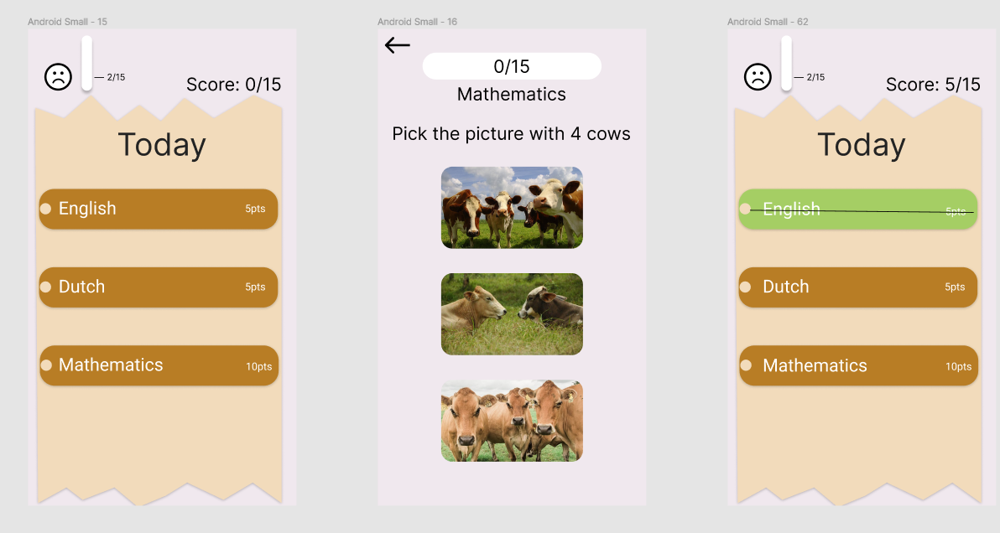 Android Small - 15
2/15
Score: 0/15
Today
English 5pts
Dutch 5pts
Mathematics 10pts
Android Small - 16
0/15
Mathematics
Pick the picture with 4 cows
Android Small - 62
2/15
Score: 5/15
Today
English 5pts
Dutch 5pts
Mathematics 10pts